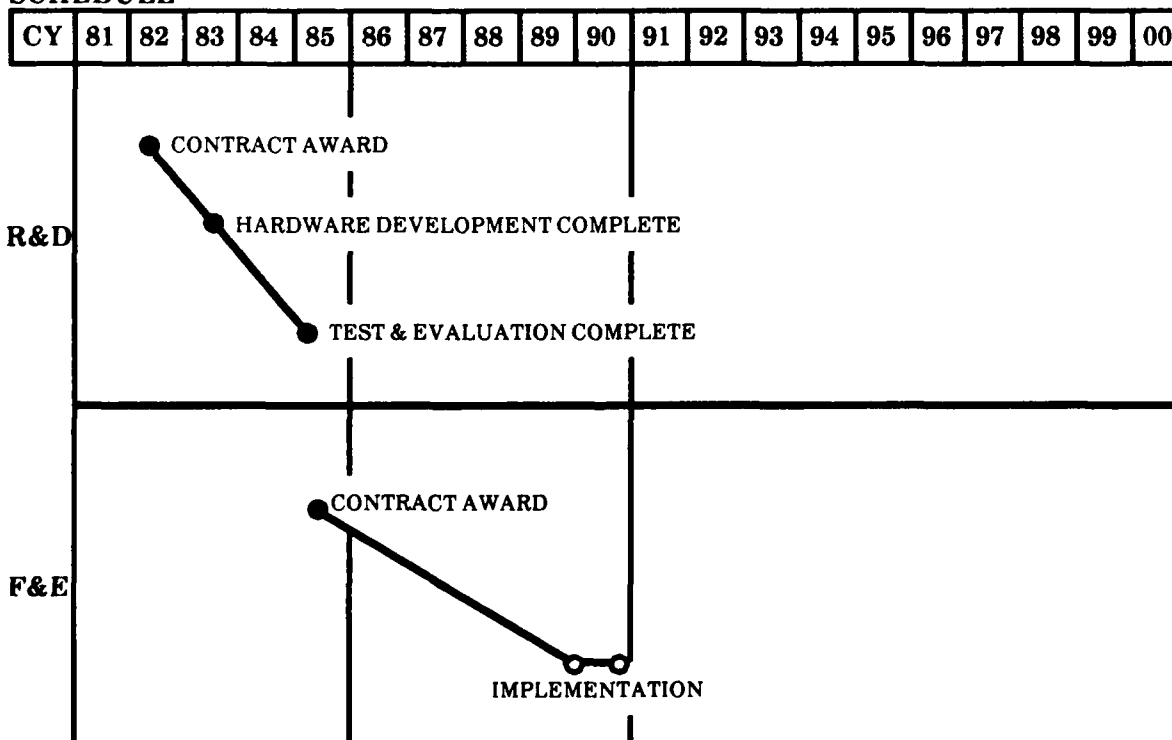 SCHEDULE
CY 81 82 83 84 85 86 87 88 89 90 91 92 93 94 95 96 97 98 99 00
CONTRACT AWARD
HARDWARE DEVELOPMENT COMPLETE
R&D
TEST & EVALUATION COMPLETE
CONTRACT AWARD
F&E
IMPLEMENTATION